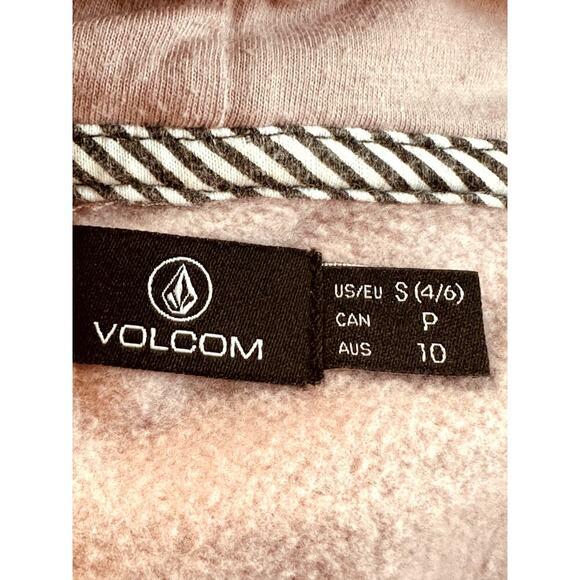 VOLCOM
US/EU S (4/6)
CAN P
AUS 10